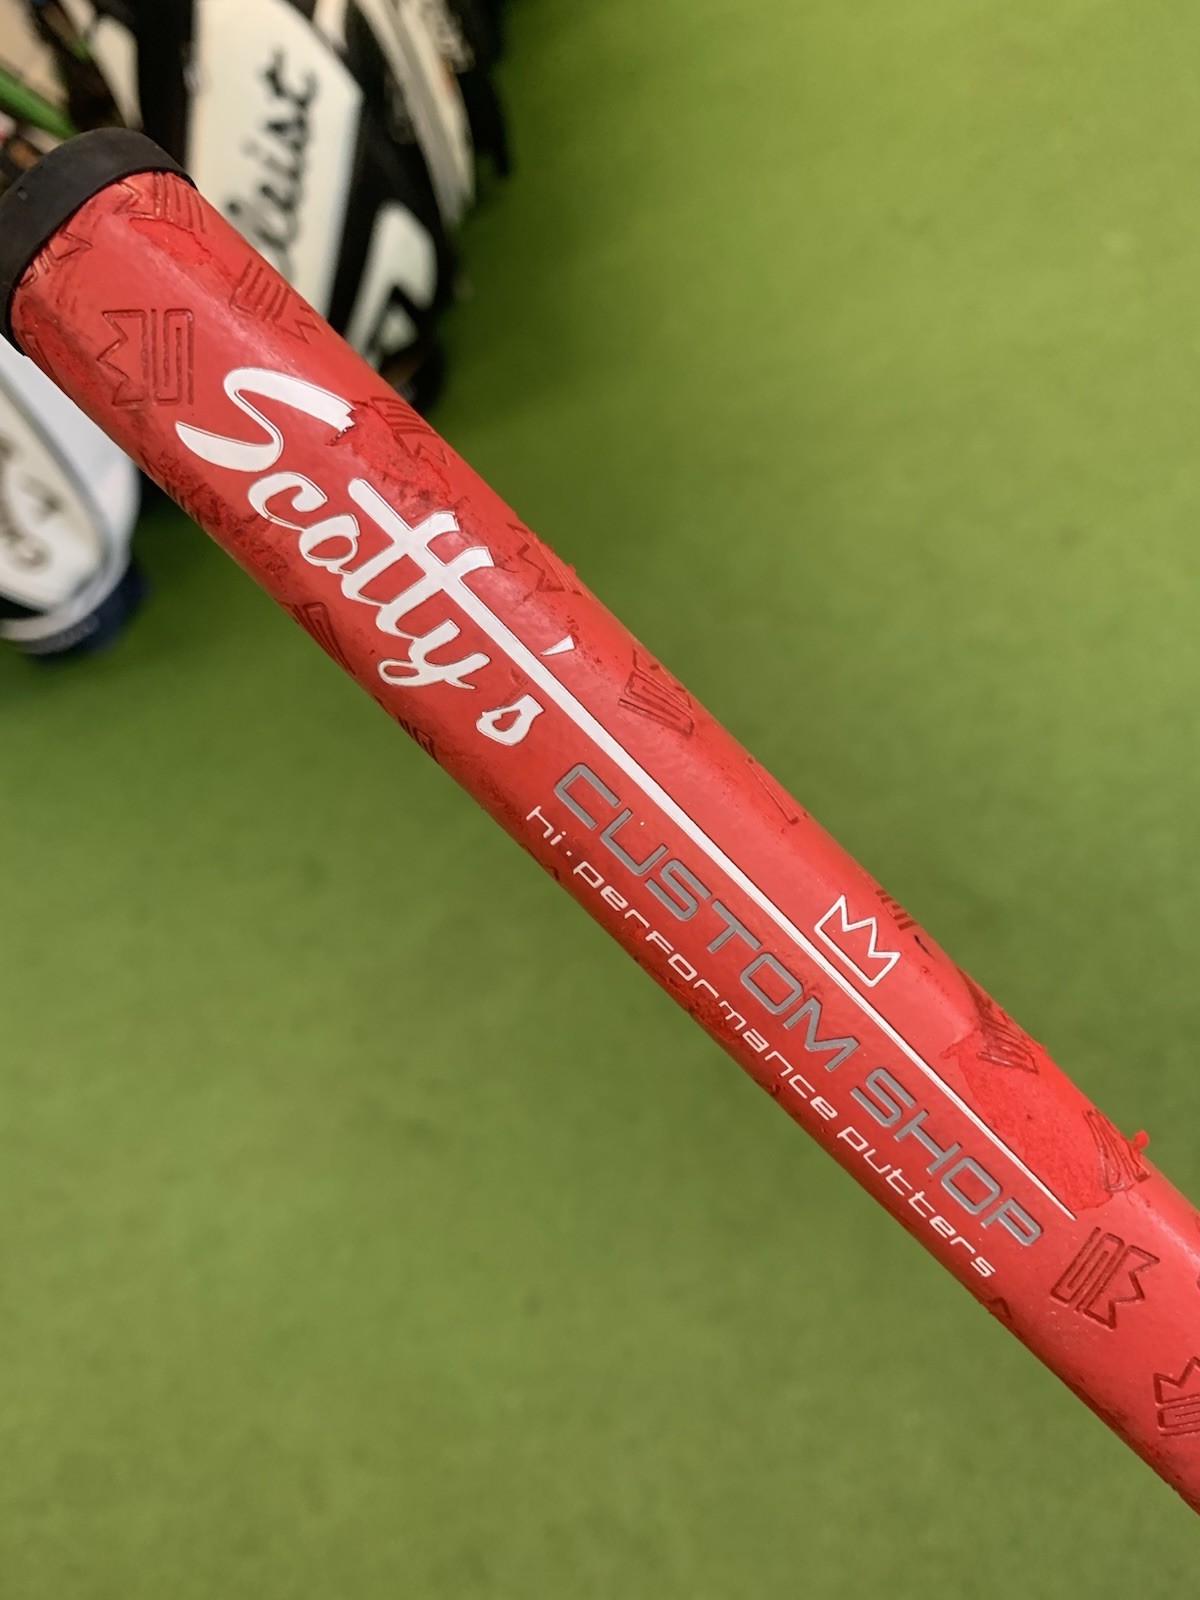 Scotty's
CUSTOM SHOP
hi·performance putters